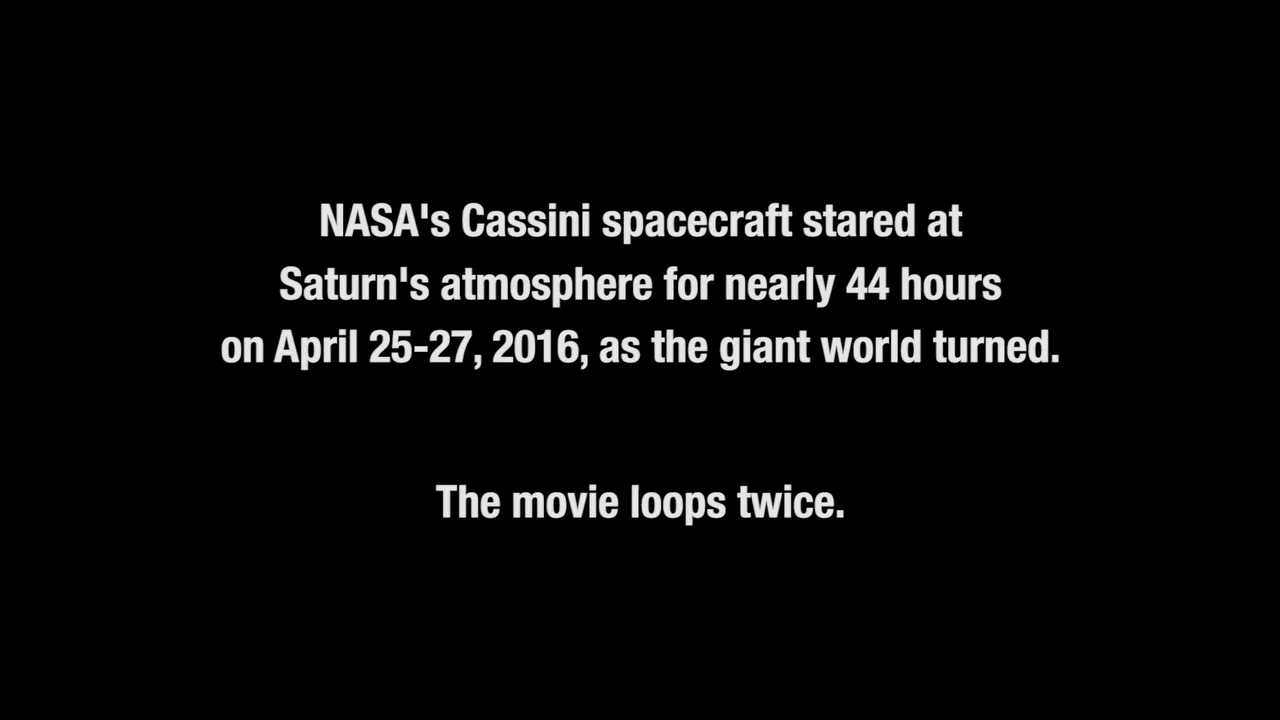 NASA's Cassini spacecraft stared at
Saturn's atmosphere for nearly 44 hours
on April 25-27, 2016, as the giant world turned.
The movie loops twice.